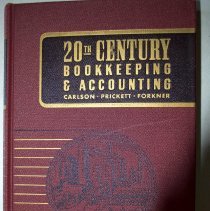 20TH CENTURY
BOOKKEEPING
& ACCOUNTING
CARLSON · PRICKETT · FORKNER